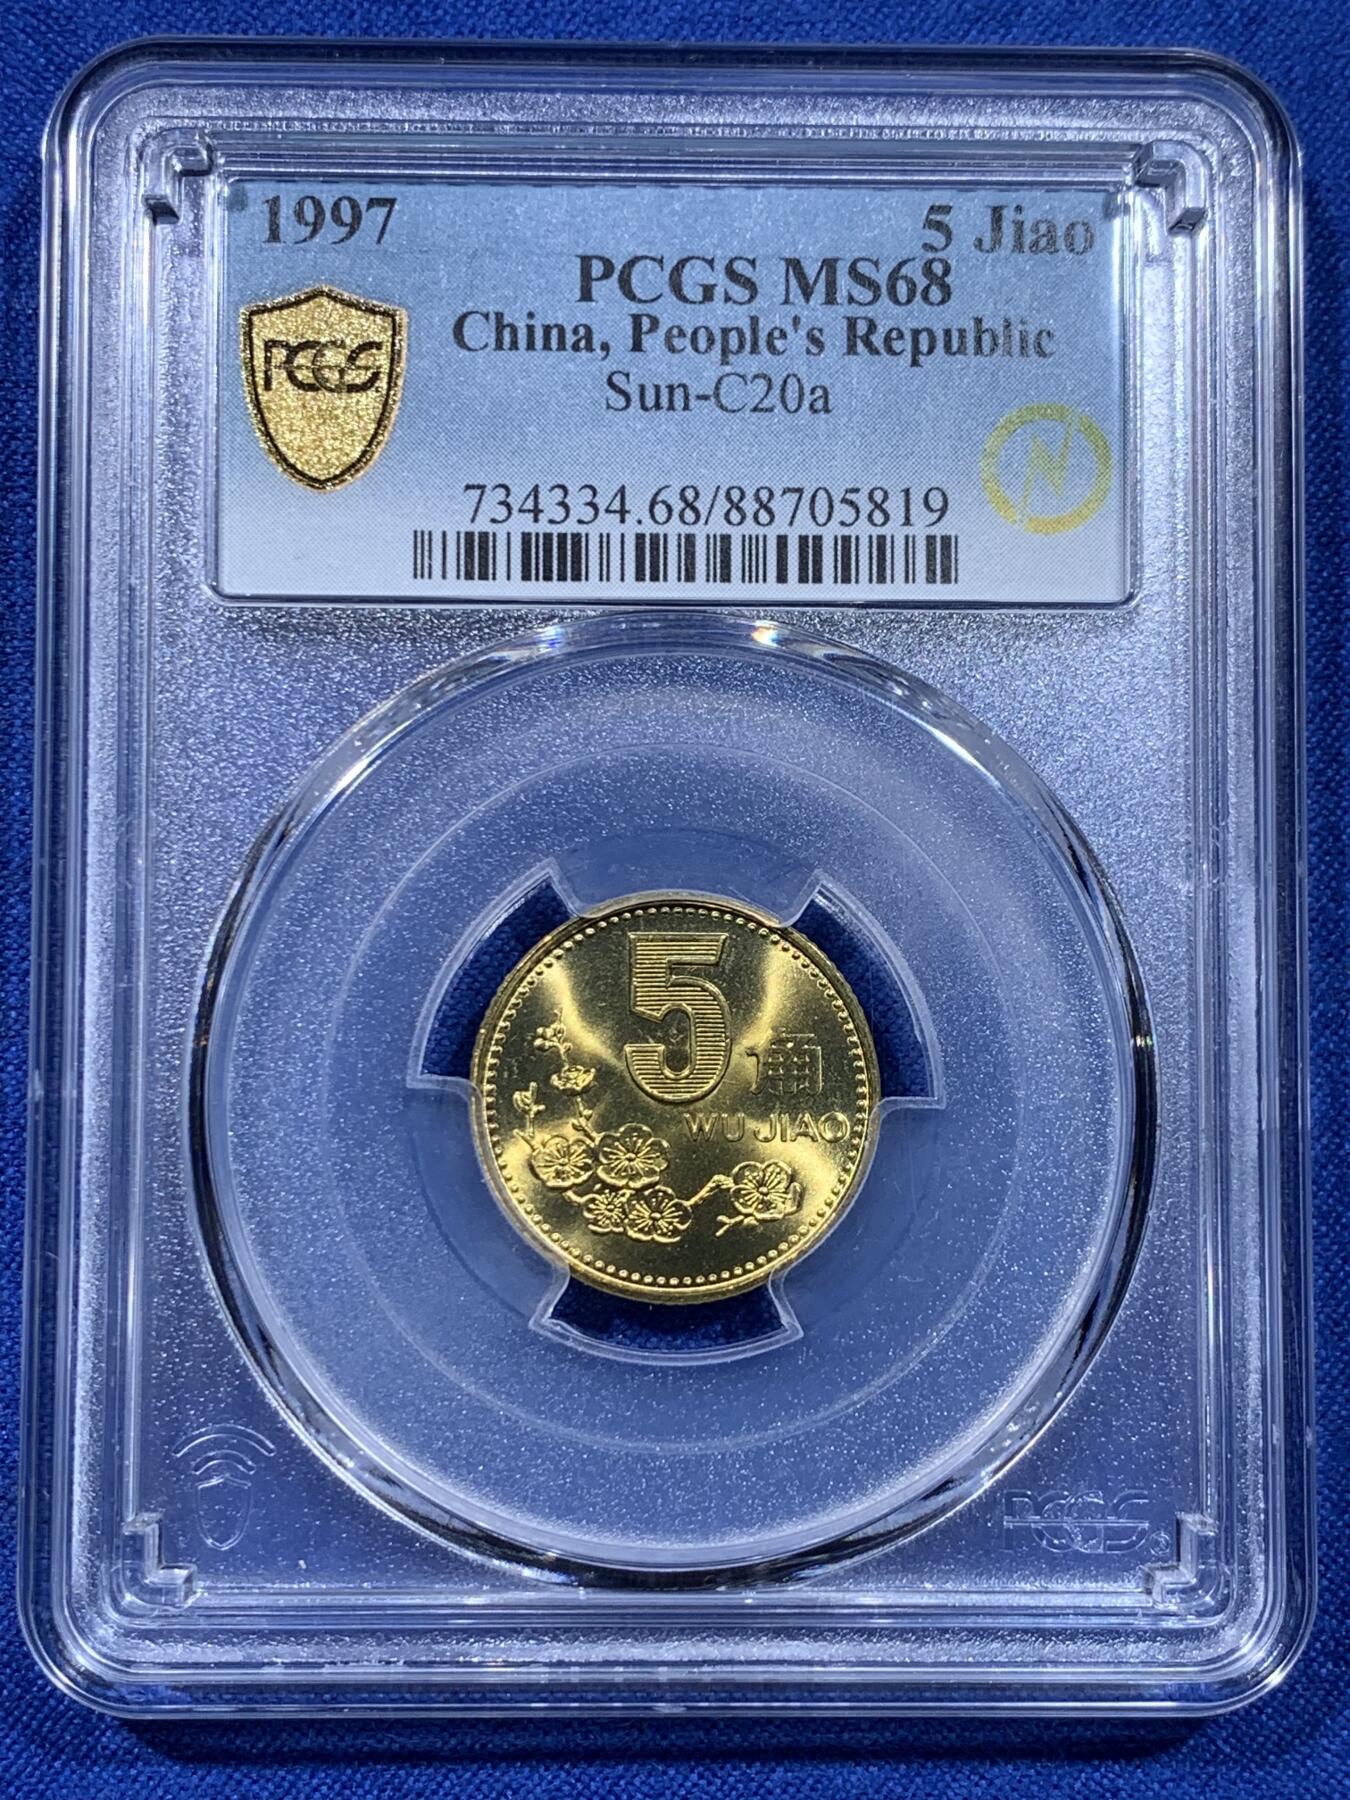 1997
5 Jiao
PCGS MS68
China, People's Republic
PCGS
Sun-C20a
N
734334.68/88705819
5
角
WU JIAO
PCGS